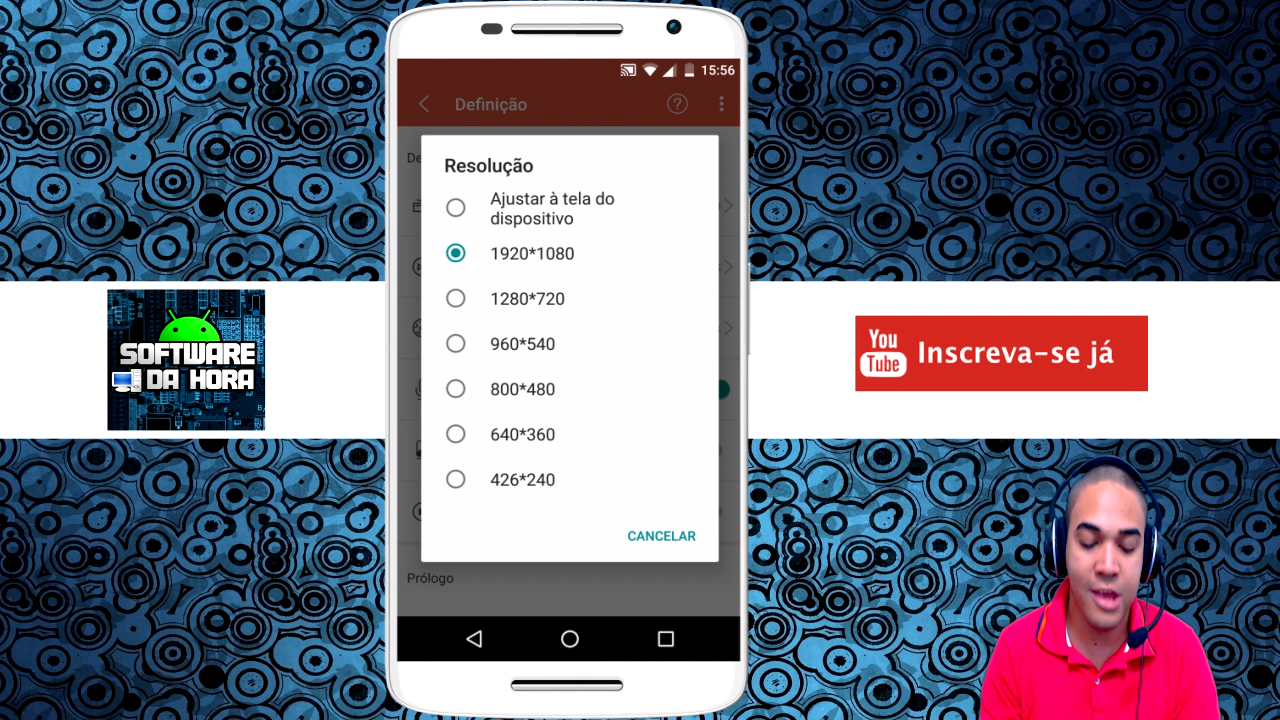 15:56
Definição
?
De
Resolução
Ajustar à tela do
dispositivo
1920*1080
1280*720
960*540
800*480
640*360
426*240
CANCELAR
Prólogo
SOFTWARE
DA HORA
You
Tube
Inscreva-se já